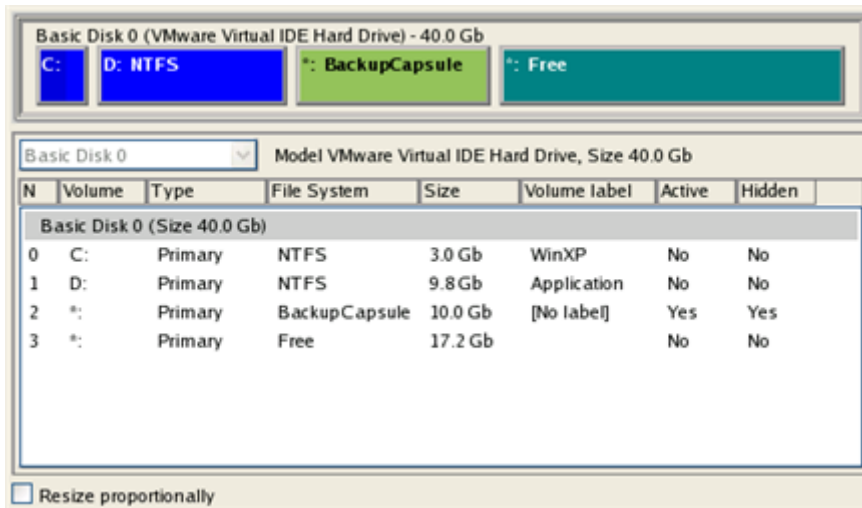 Basic Disk 0 (VMware Virtual IDE Hard Drive) - 40.0 Gb
C: D: NTFS *: BackupCapsule *: Free
Basic Disk 0 Model VMware Virtual IDE Hard Drive, Size 40.0 Gb
N Volume Type File System Size Volume label Active Hidden
Basic Disk 0 (Size 40.0 Gb)
0 C: Primary NTFS 3.0 Gb WinXP No No
1 D: Primary NTFS 9.8 Gb Application No No
2 *: Primary BackupCapsule 10.0 Gb [No label] Yes Yes
3 *: Primary Free 17.2 Gb No No
Resize proportionally